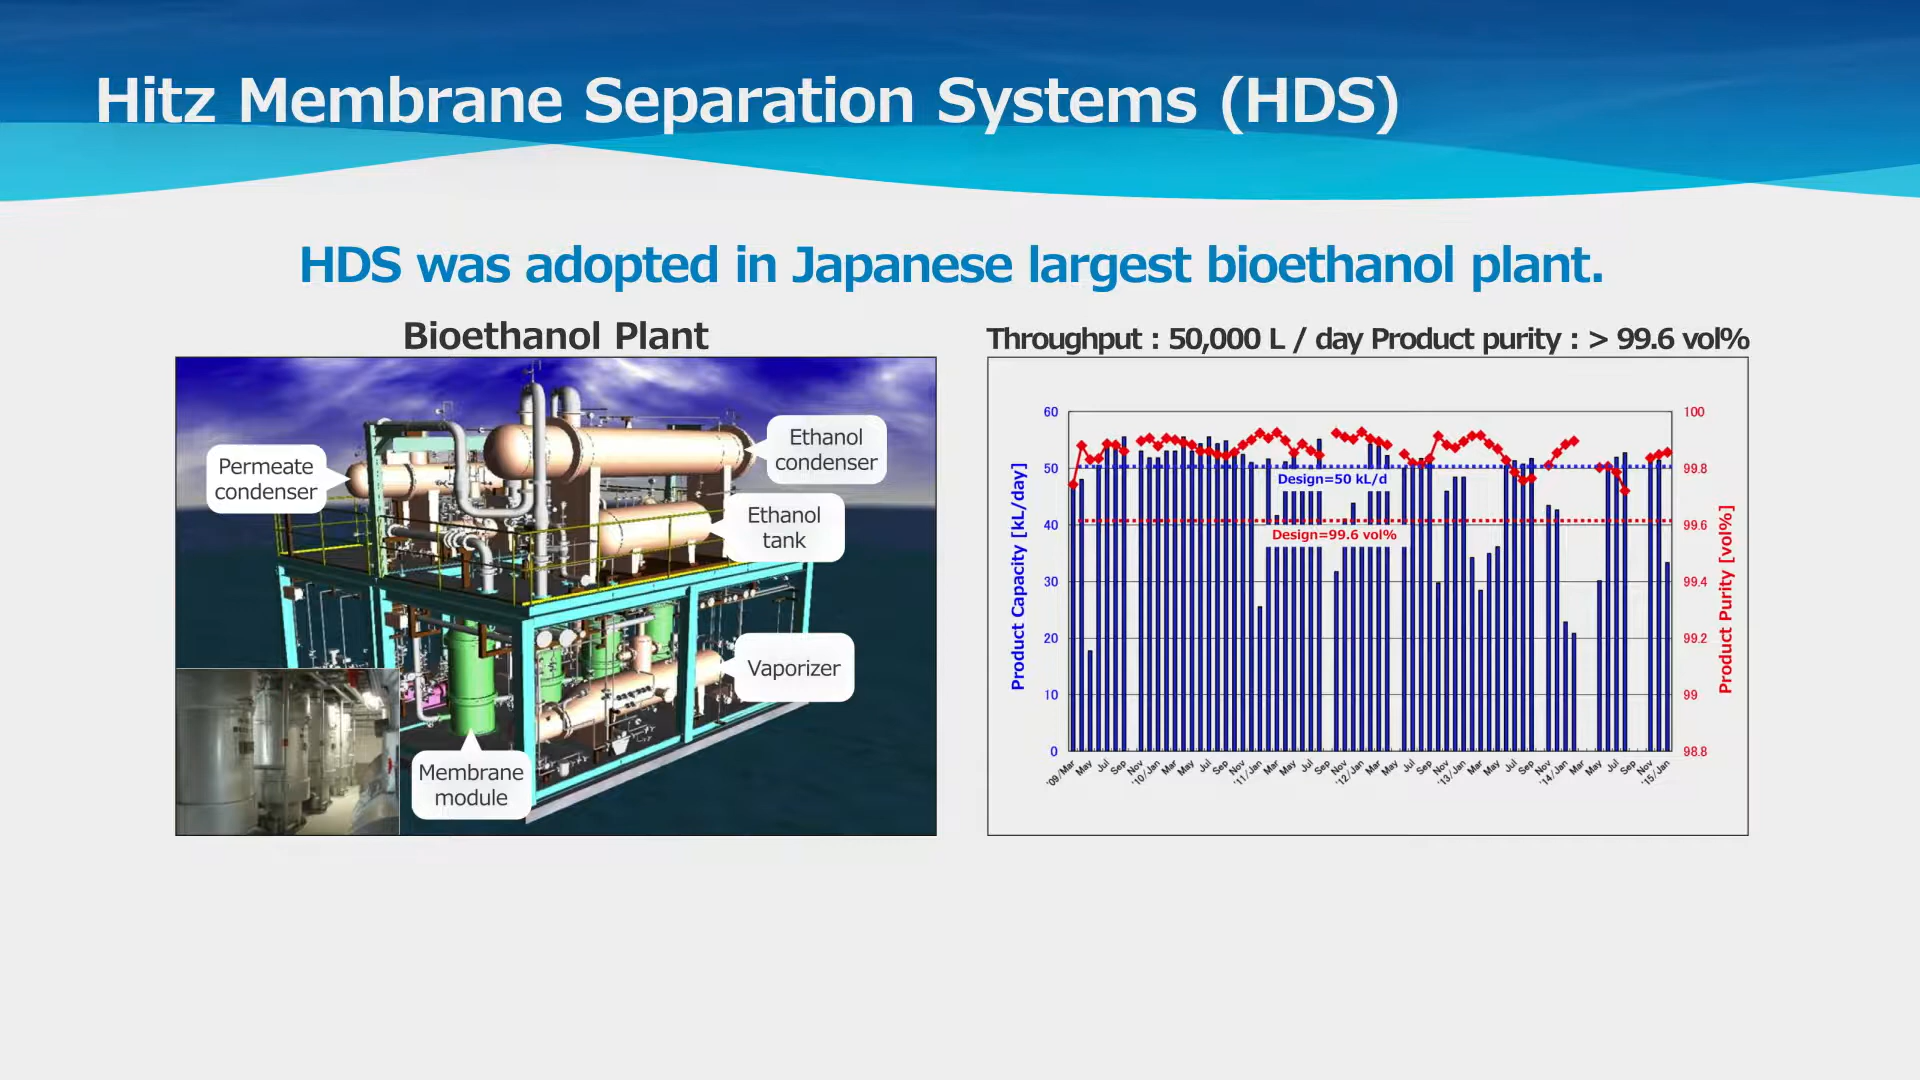 Hitz Membrane Separation Systems (HDS)
HDS was adopted in Japanese largest bioethanol plant.
Bioethanol Plant
Permeate
condenser
Ethanol
condenser
Ethanol
tank
Vaporizer
Membrane
module
Throughput : 50,000 L / day Product purity : > 99.6 vol%
Product Capacity [kL/day]
60
50
40
30
20
10
0
Design=50 kL/d
Design=99.6 vol%
100
99.8
99.6
99.4
99.2
99
98.8
Product Purity [vol%]
'09/Mar
May
Jul
Sep
Nov
'10/Jan
Mar
May
Jul
Sep
Nov
'11/Jan
Mar
May
Jul
Sep
Nov
'12/Jan
Mar
May
Jul
Sep
Nov
'13/Jan
Mar
May
Jul
Sep
Nov
'14/Jan
Mar
May
Jul
Sep
Nov
'15/Jan